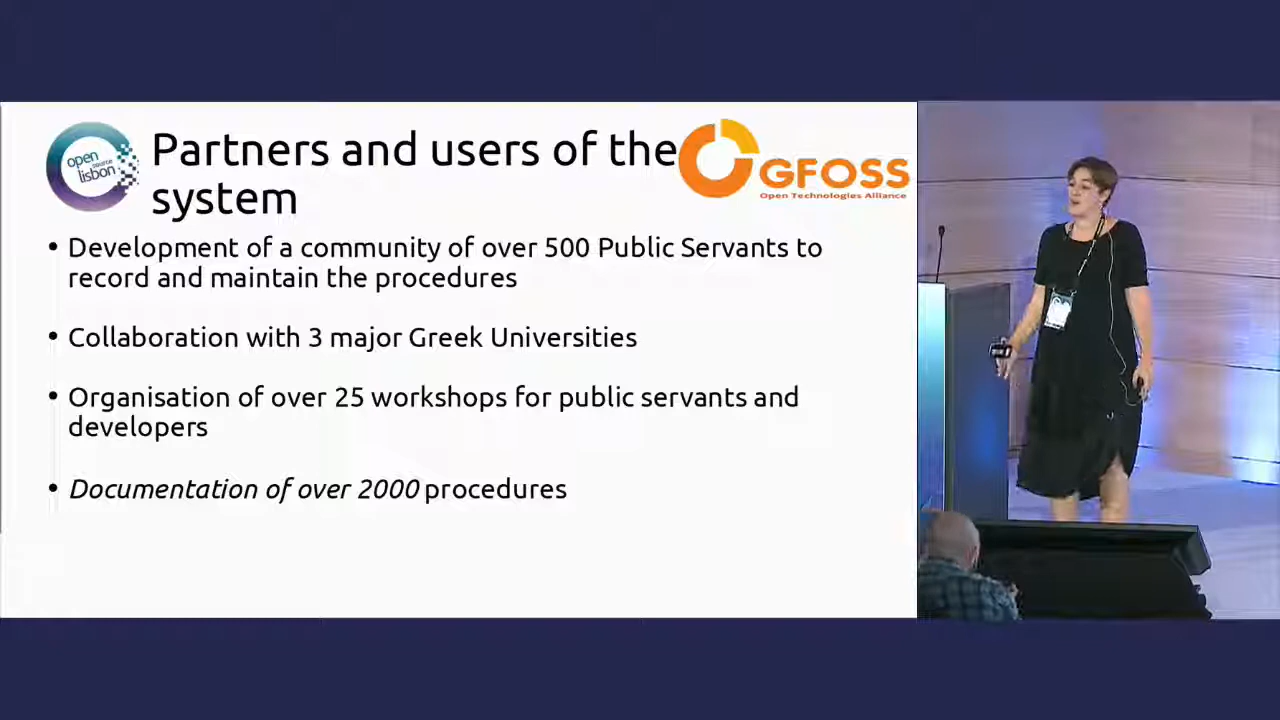 open
source
lisbon
Partners and users of the
system
GFOSS
Open Technologies Alliance
• Development of a community of over 500 Public Servants to
record and maintain the procedures
• Collaboration with 3 major Greek Universities
• Organisation of over 25 workshops for public servants and
developers
• Documentation of over 2000 procedures